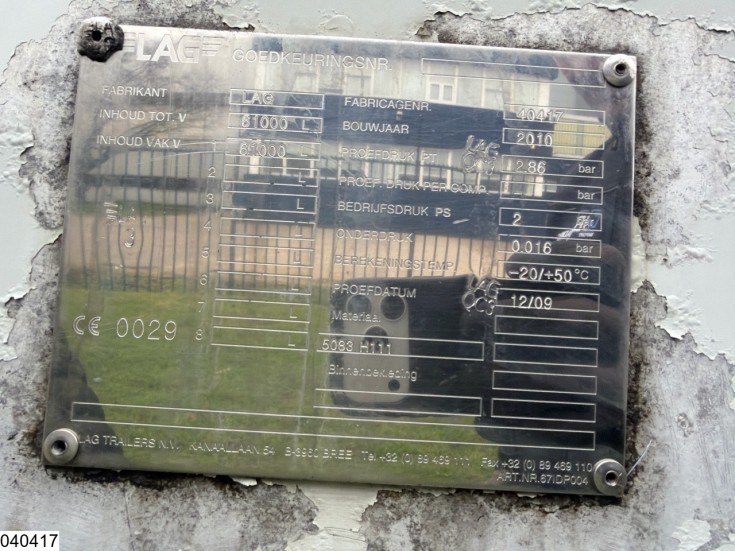 LAG GOEDKEURINGSNR.
FABRIKANT LAG FABRICAGENR. 40417
INHOUD TOT. V 61000 L BOUWJAAR 2010
INHOUD VAK V 1 61000 L PROEFDRUK PT 2.86 bar
2 L PROEFDRUK PER COMP. bar
3 L BEDRIJFSDRUK PS 2
4 L ONDERDRUK 0.016 bar
5 L BEREKENINGSTEMP. -20/+50 °C
6 L PROEFDATUM 12/09
7 L Materiaal
CE 0029 8 L 5083 H111
Binnenbekleding
LAG TRAILERS N.V. KANAALLAAN 54 B-3960 BREE Tel.+32 (0) 89 469 111 Fax +32 (0) 89 469 110
ART.NR.67IDP004
040417